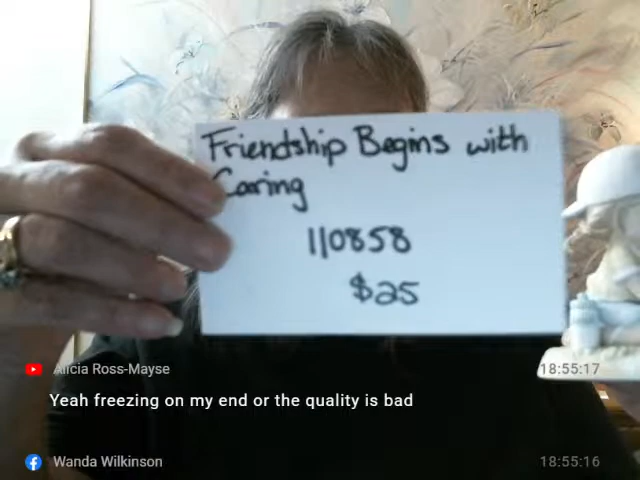 Friendship Begins with
Caring
110858
$25
Alicia Ross-Mayse
18:55:17
Yeah freezing on my end or the quality is bad
Wanda Wilkinson
18:55:16